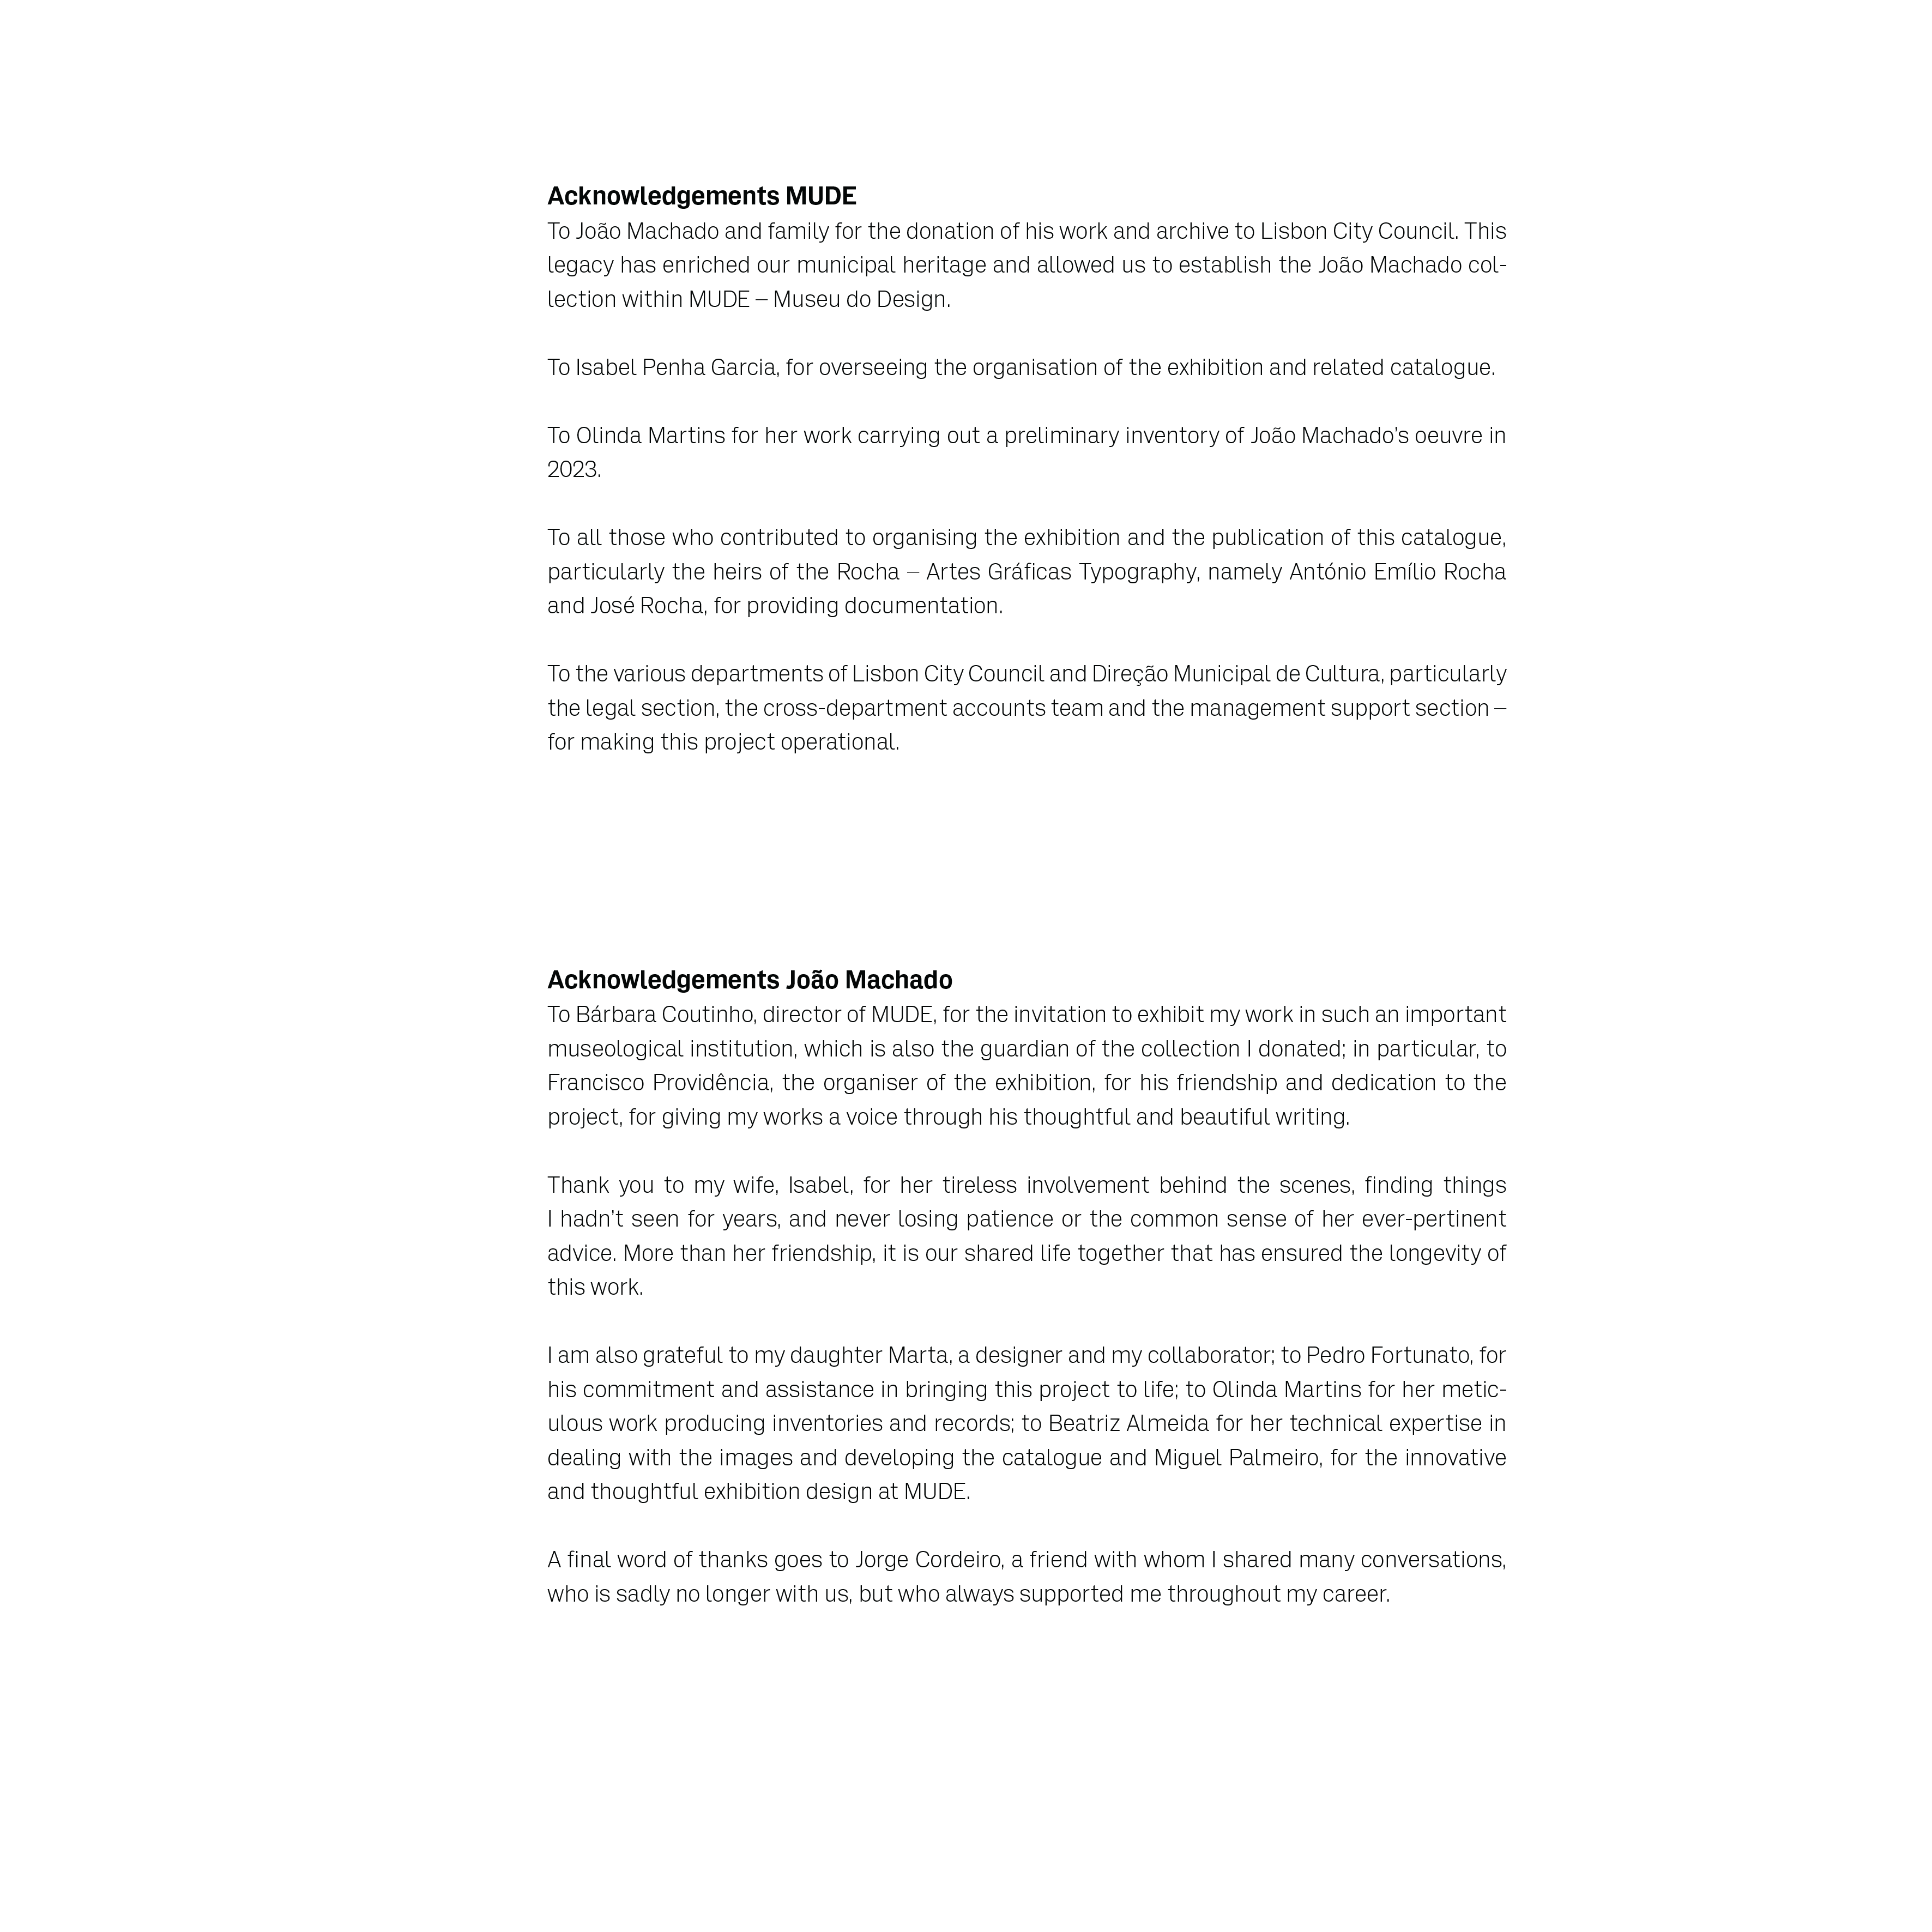 Acknowledgements MUDE
To João Machado and family for the donation of his work and archive to Lisbon City Council. This
legacy has enriched our municipal heritage and allowed us to establish the João Machado col-
lection within MUDE – Museu do Design.
To Isabel Penha Garcia, for overseeing the organisation of the exhibition and related catalogue.
To Olinda Martins for her work carrying out a preliminary inventory of João Machado's oeuvre in
2023.
To all those who contributed to organising the exhibition and the publication of this catalogue,
particularly the heirs of the Rocha – Artes Gráficas Typography, namely António Emílio Rocha
and José Rocha, for providing documentation.
To the various departments of Lisbon City Council and Direção Municipal de Cultura, particularly
the legal section, the cross-department accounts team and the management support section –
for making this project operational.
Acknowledgements João Machado
To Bárbara Coutinho, director of MUDE, for the invitation to exhibit my work in such an important
museological institution, which is also the guardian of the collection I donated; in particular, to
Francisco Providência, the organiser of the exhibition, for his friendship and dedication to the
project, for giving my works a voice through his thoughtful and beautiful writing.
Thank you to my wife, Isabel, for her tireless involvement behind the scenes, finding things
I hadn't seen for years, and never losing patience or the common sense of her ever-pertinent
advice. More than her friendship, it is our shared life together that has ensured the longevity of
this work.
I am also grateful to my daughter Marta, a designer and my collaborator; to Pedro Fortunato, for
his commitment and assistance in bringing this project to life; to Olinda Martins for her metic-
ulous work producing inventories and records; to Beatriz Almeida for her technical expertise in
dealing with the images and developing the catalogue and Miguel Palmeiro, for the innovative
and thoughtful exhibition design at MUDE.
A final word of thanks goes to Jorge Cordeiro, a friend with whom I shared many conversations,
who is sadly no longer with us, but who always supported me throughout my career.